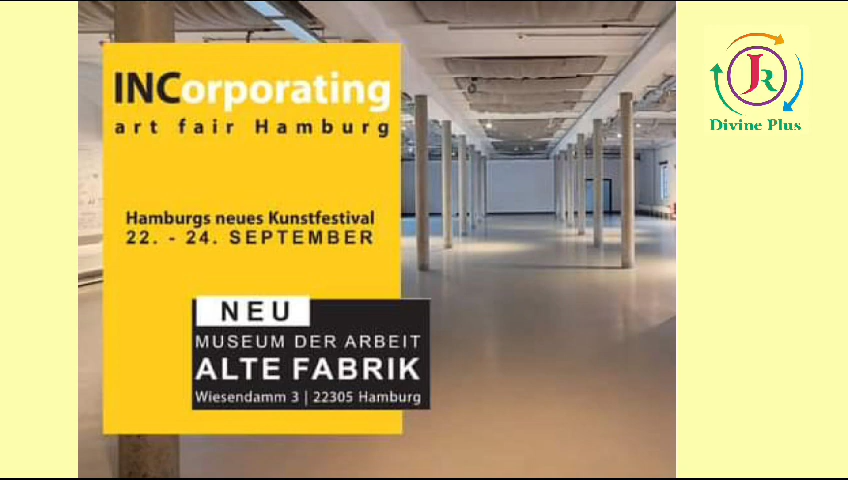 INCorporating
art fair Hamburg
Hamburgs neues Kunstfestival
22. - 24. SEPTEMBER
NEU
MUSEUM DER ARBEIT
ALTE FABRIK
Wiesendamm 3 | 22305 Hamburg
JR
Divine Plus